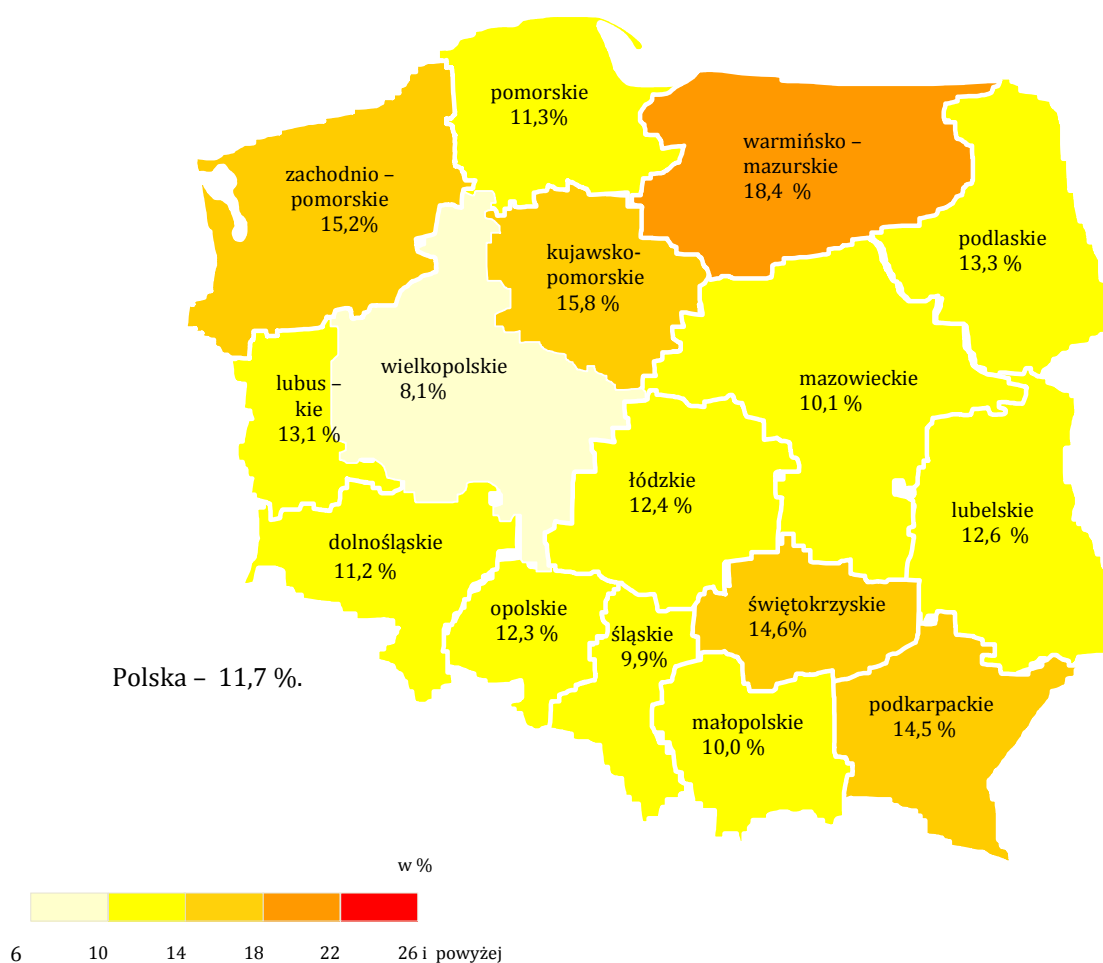 pomorskie
11,3%
warmińsko –
mazurskie
18,4 %
zachodnio –
pomorskie
15,2%
podlaskie
13,3 %
kujawsko-
pomorskie
15,8 %
wielkopolskie
8,1%
mazowieckie
10,1 %
lubus –
kie
13,1 %
łódzkie
12,4 %
lubelskie
12,6 %
dolnośląskie
11,2 %
opolskie
12,3 %
śląskie
9,9%
świętokrzyskie
14,6%
Polska – 11,7 %.
małopolskie
10,0 %
podkarpackie
14,5 %
w %
6 10 14 18 22 26 i powyżej